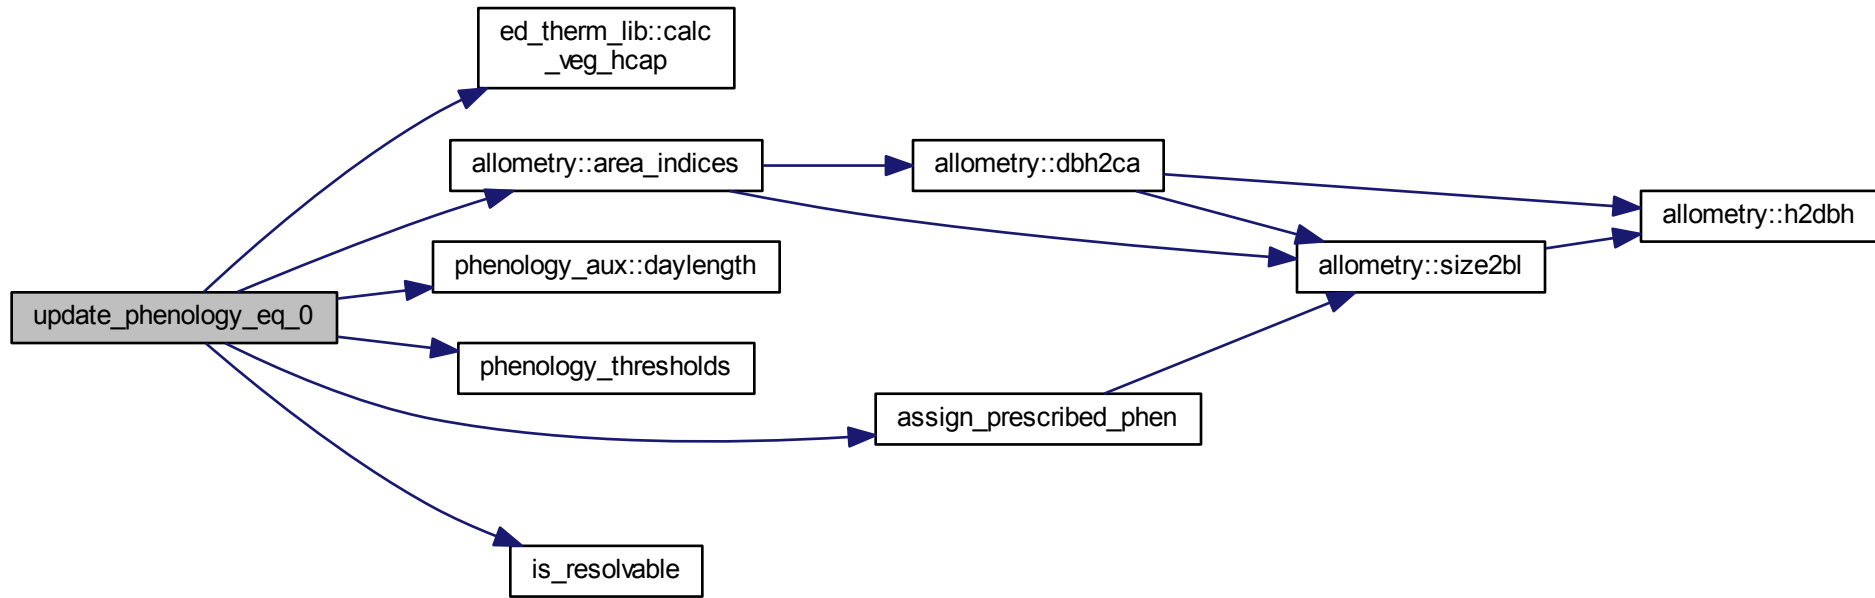 ed_therm_lib::calc
_veg_hcap
allometry::area_indices
allometry::dbh2ca
allometry::h2dbh
phenology_aux::daylength
allometry::size2bl
update_phenology_eq_0
phenology_thresholds
assign_prescribed_phen
is_resolvable